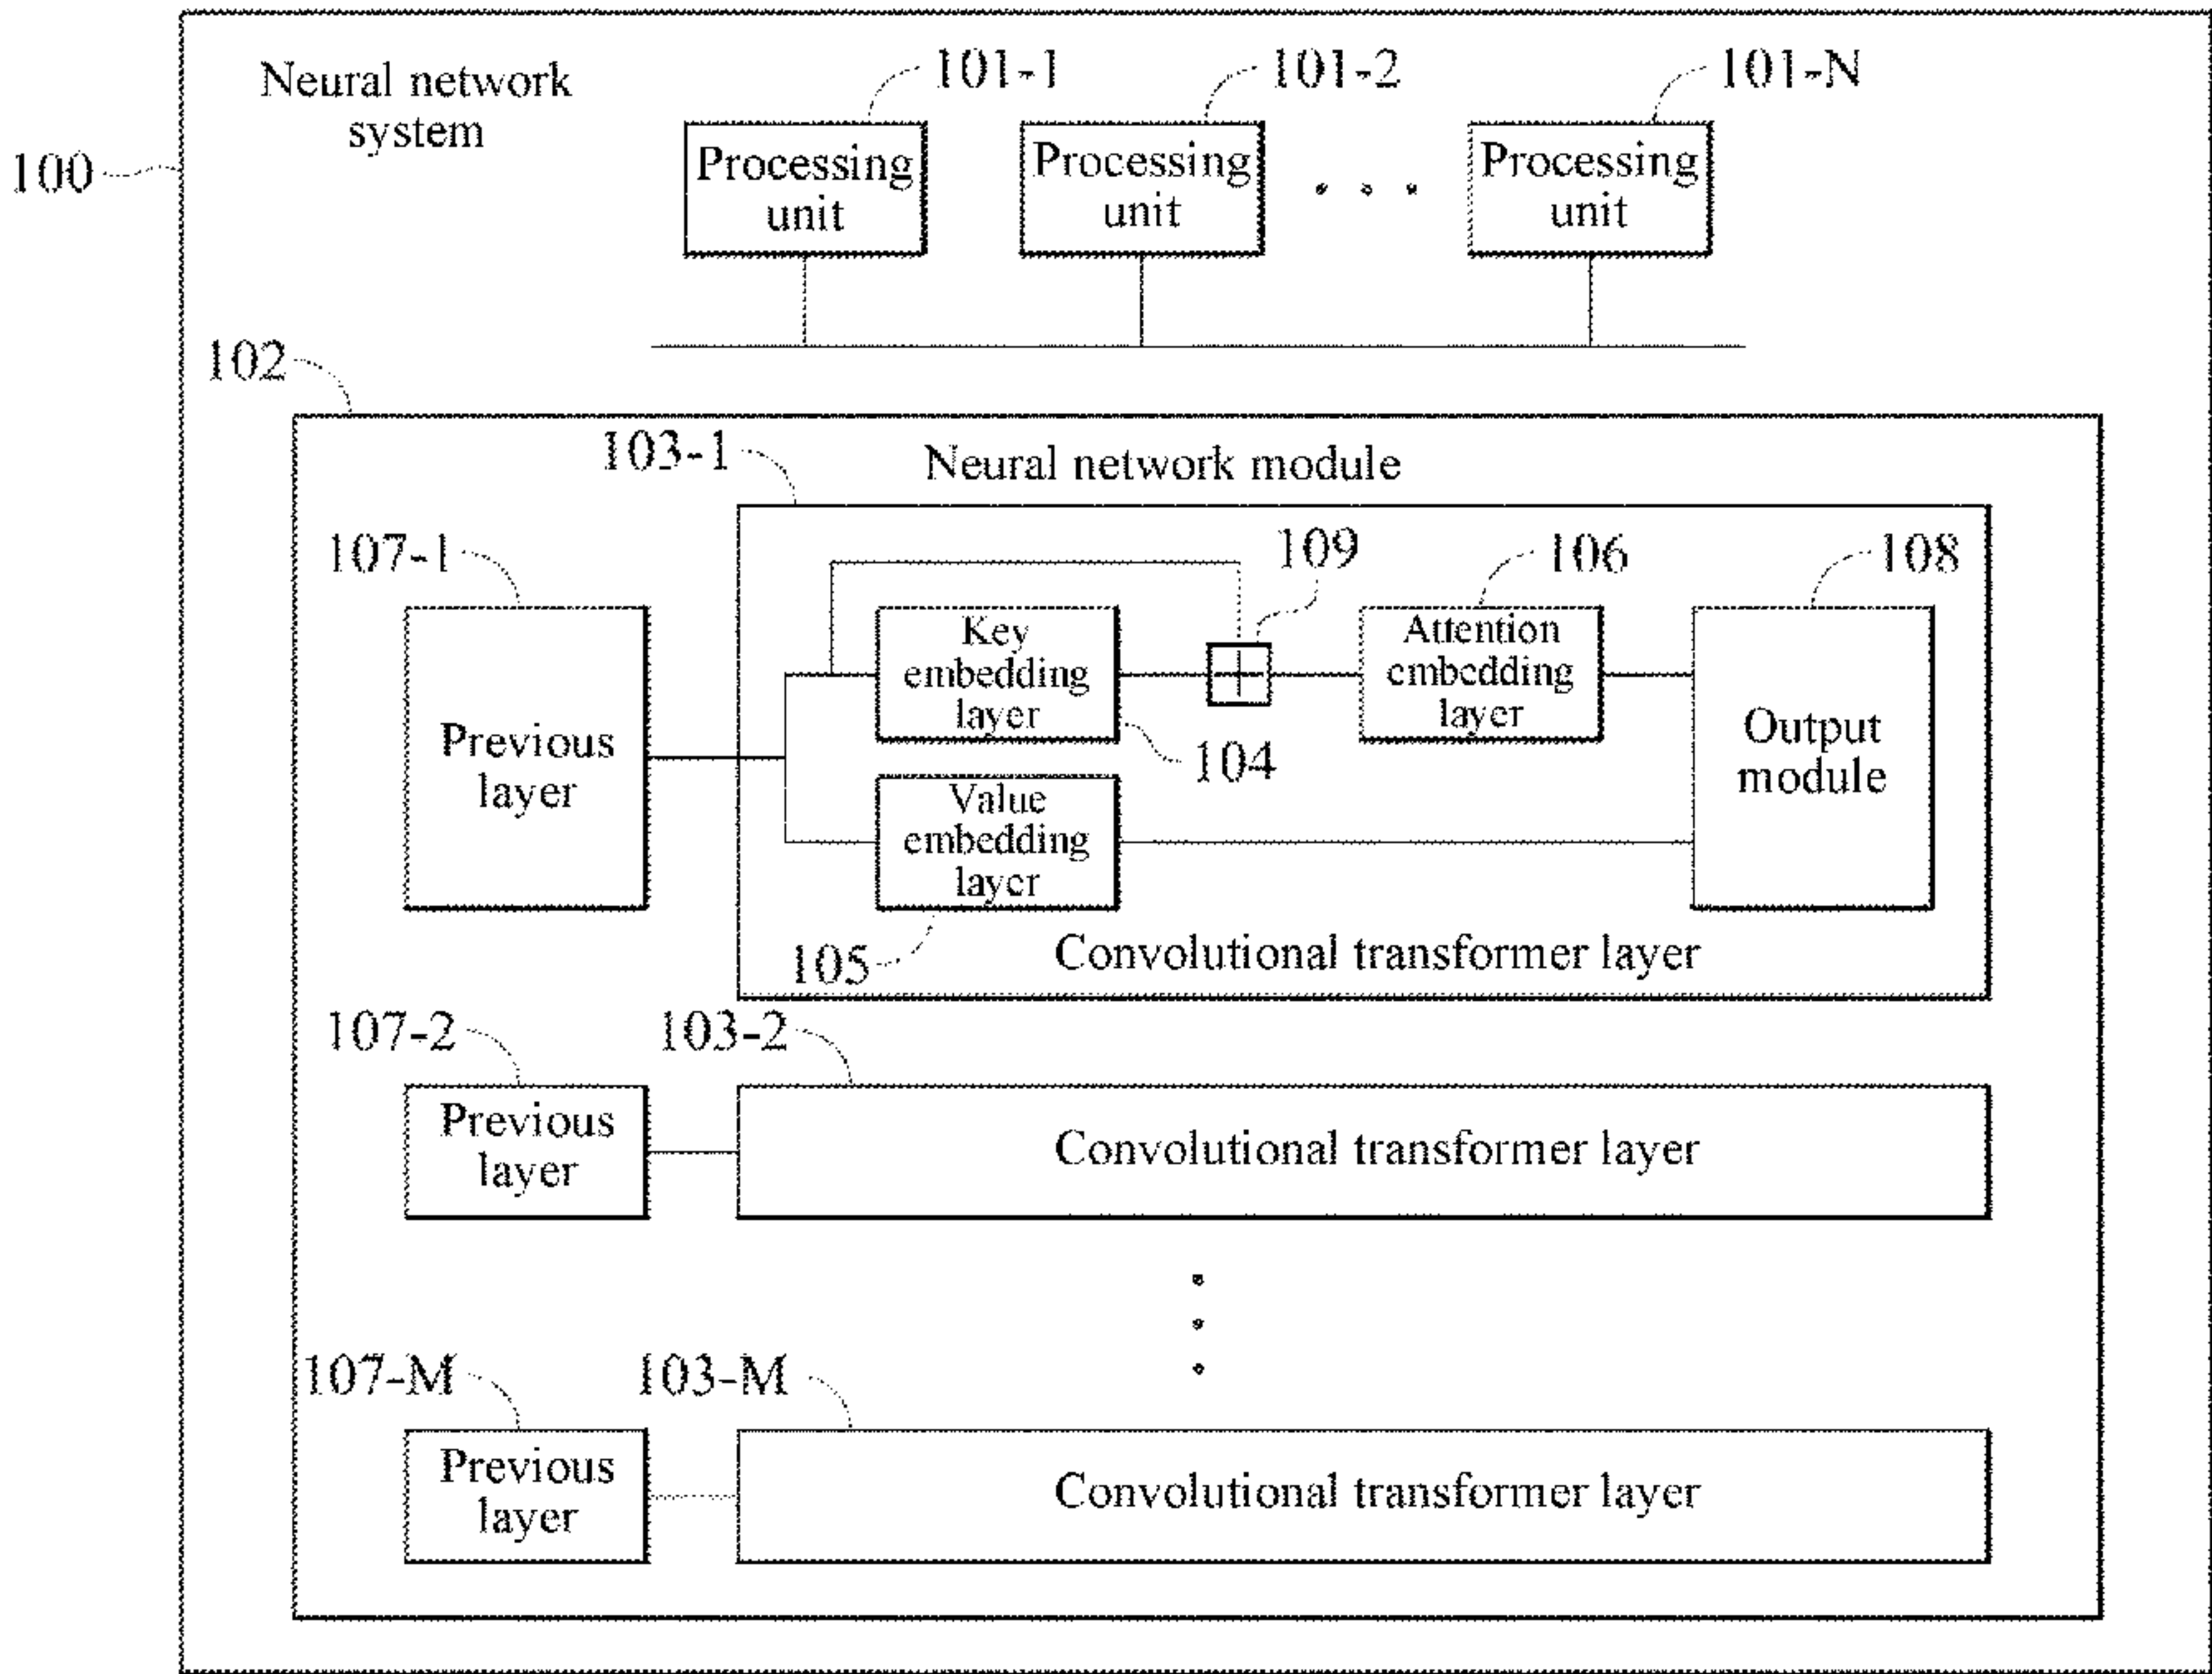 Neural network
system
100
101-1
101-2
101-N
Processing
unit
Processing
unit
Processing
unit
102
Neural network module
103-1
107-1
109
106
108
Previous
layer
Key
embedding
layer
104
Attention
embedding
layer
Output
module
Value
embedding
layer
105
Convolutional transformer layer
107-2
103-2
Previous
layer
Convolutional transformer layer
107-M
103-M
Previous
layer
Convolutional transformer layer